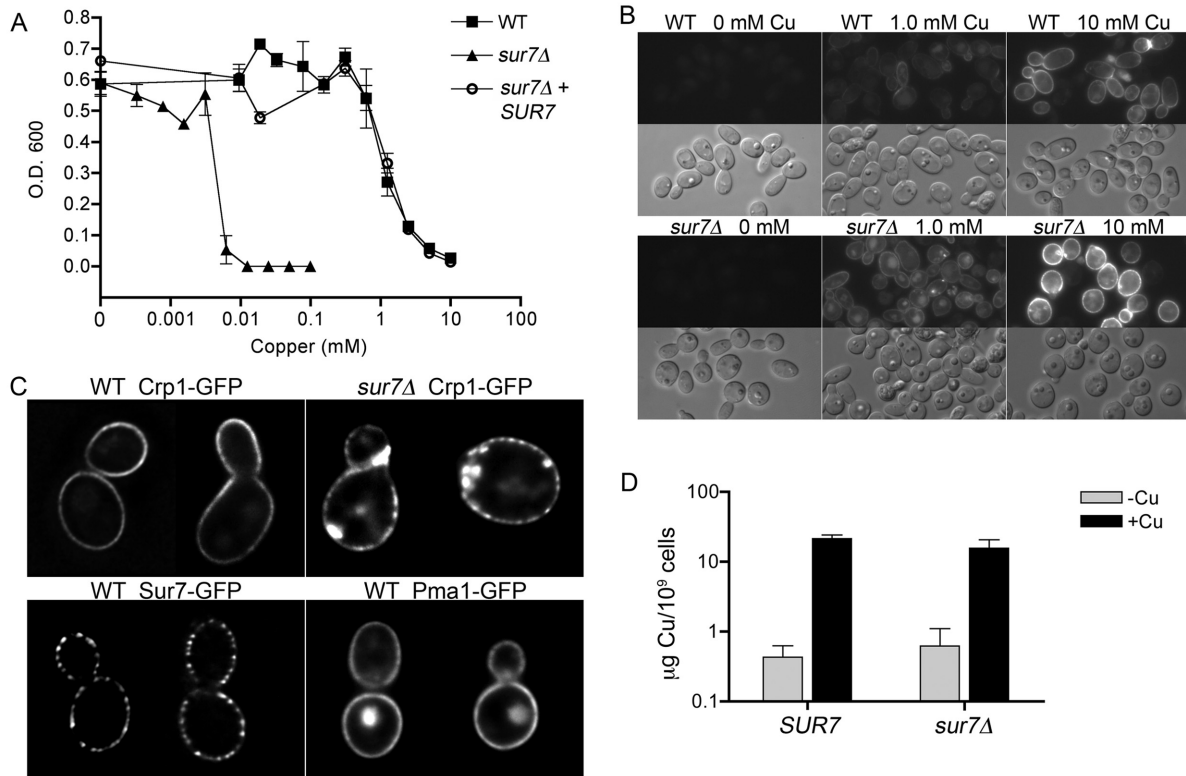 A
WT
sur7Δ
sur7Δ +
SUR7
0.8
0.7
0.6
0.5
0.4
0.3
0.2
0.1
0.0
O.D. 600
0 0.001 0.01 0.1 1 10 100
Copper (mM)
B
WT 0 mM Cu WT 1.0 mM Cu WT 10 mM Cu
sur7Δ 0 mM sur7Δ 1.0 mM sur7Δ 10 mM
C
WT Crp1-GFP sur7Δ Crp1-GFP
WT Sur7-GFP WT Pma1-GFP
D
-Cu
+Cu
100
10
1
0.1
µg Cu/10⁹ cells
SUR7 sur7Δ